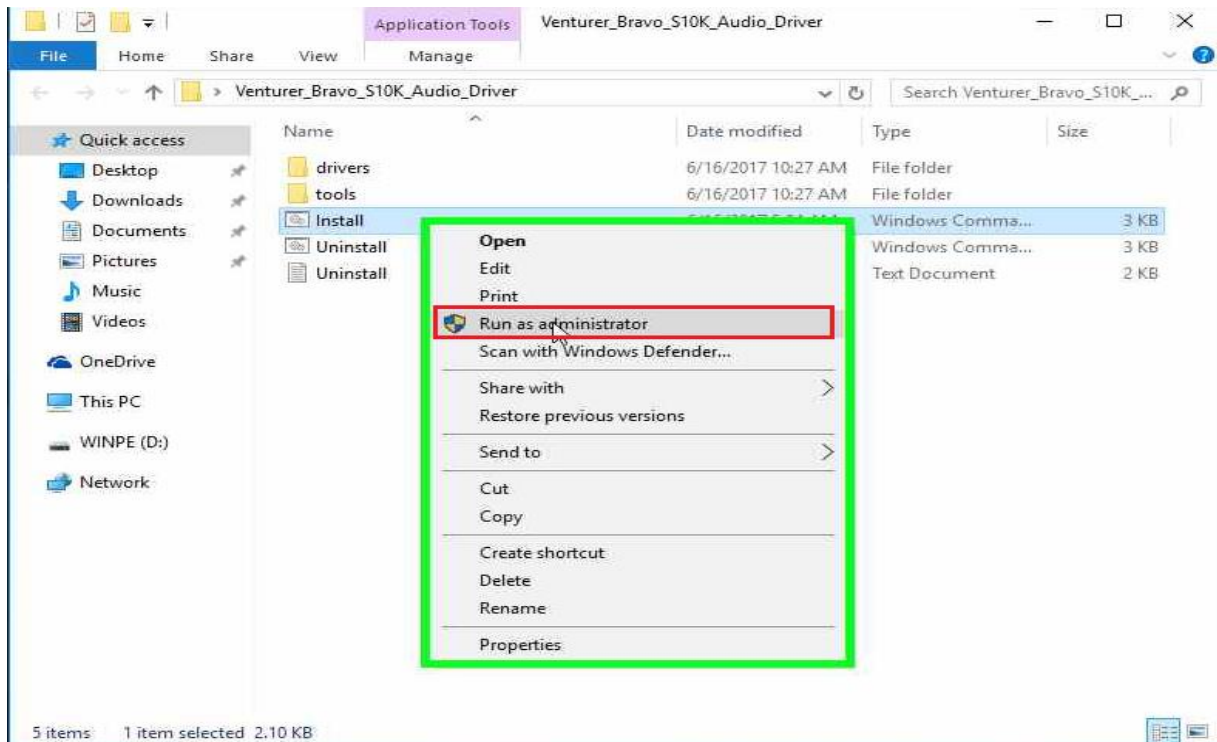 Application Tools Venturer_Bravo_S10K_Audio_Driver
File Home Share View Manage
Venturer_Bravo_S10K_Audio_Driver Search Venturer_Bravo_S10K_...
Name Date modified Type Size
Quick access
Desktop
Downloads
Documents
Pictures
Music
Videos
OneDrive
This PC
WINPE (D:)
Network
drivers 6/16/2017 10:27 AM File folder
tools 6/16/2017 10:27 AM File folder
Install Windows Comma... 3 KB
Uninstall Windows Comma... 3 KB
Uninstall Text Document 2 KB
Open
Edit
Print
Run as administrator
Scan with Windows Defender...
Share with
Restore previous versions
Send to
Cut
Copy
Create shortcut
Delete
Rename
Properties
5 items 1 item selected 2.10 KB